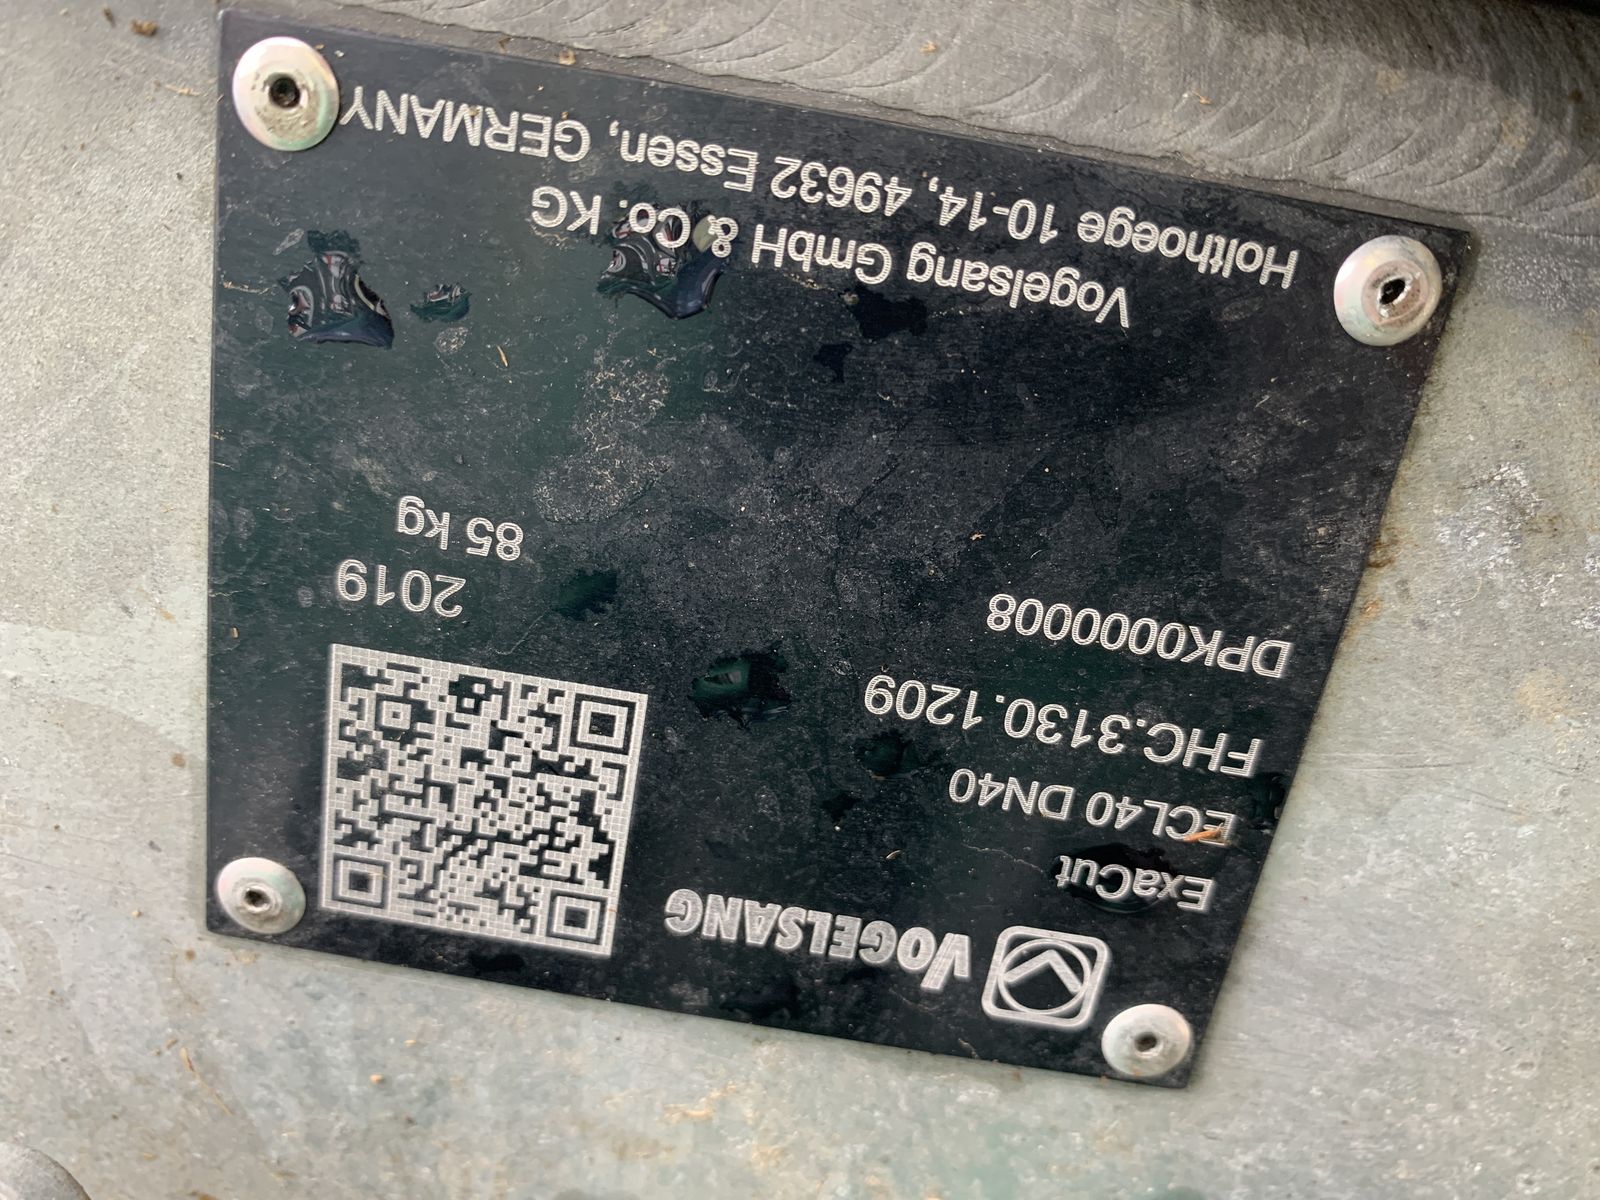 VOGELSANG
ExaCut
ECL40 DN40
FHC.3130.1209
DPK0000008
2019
85 kg
Vogelsang GmbH & Co. KG
Holthoege 10-14, 49632 Essen, GERMANY